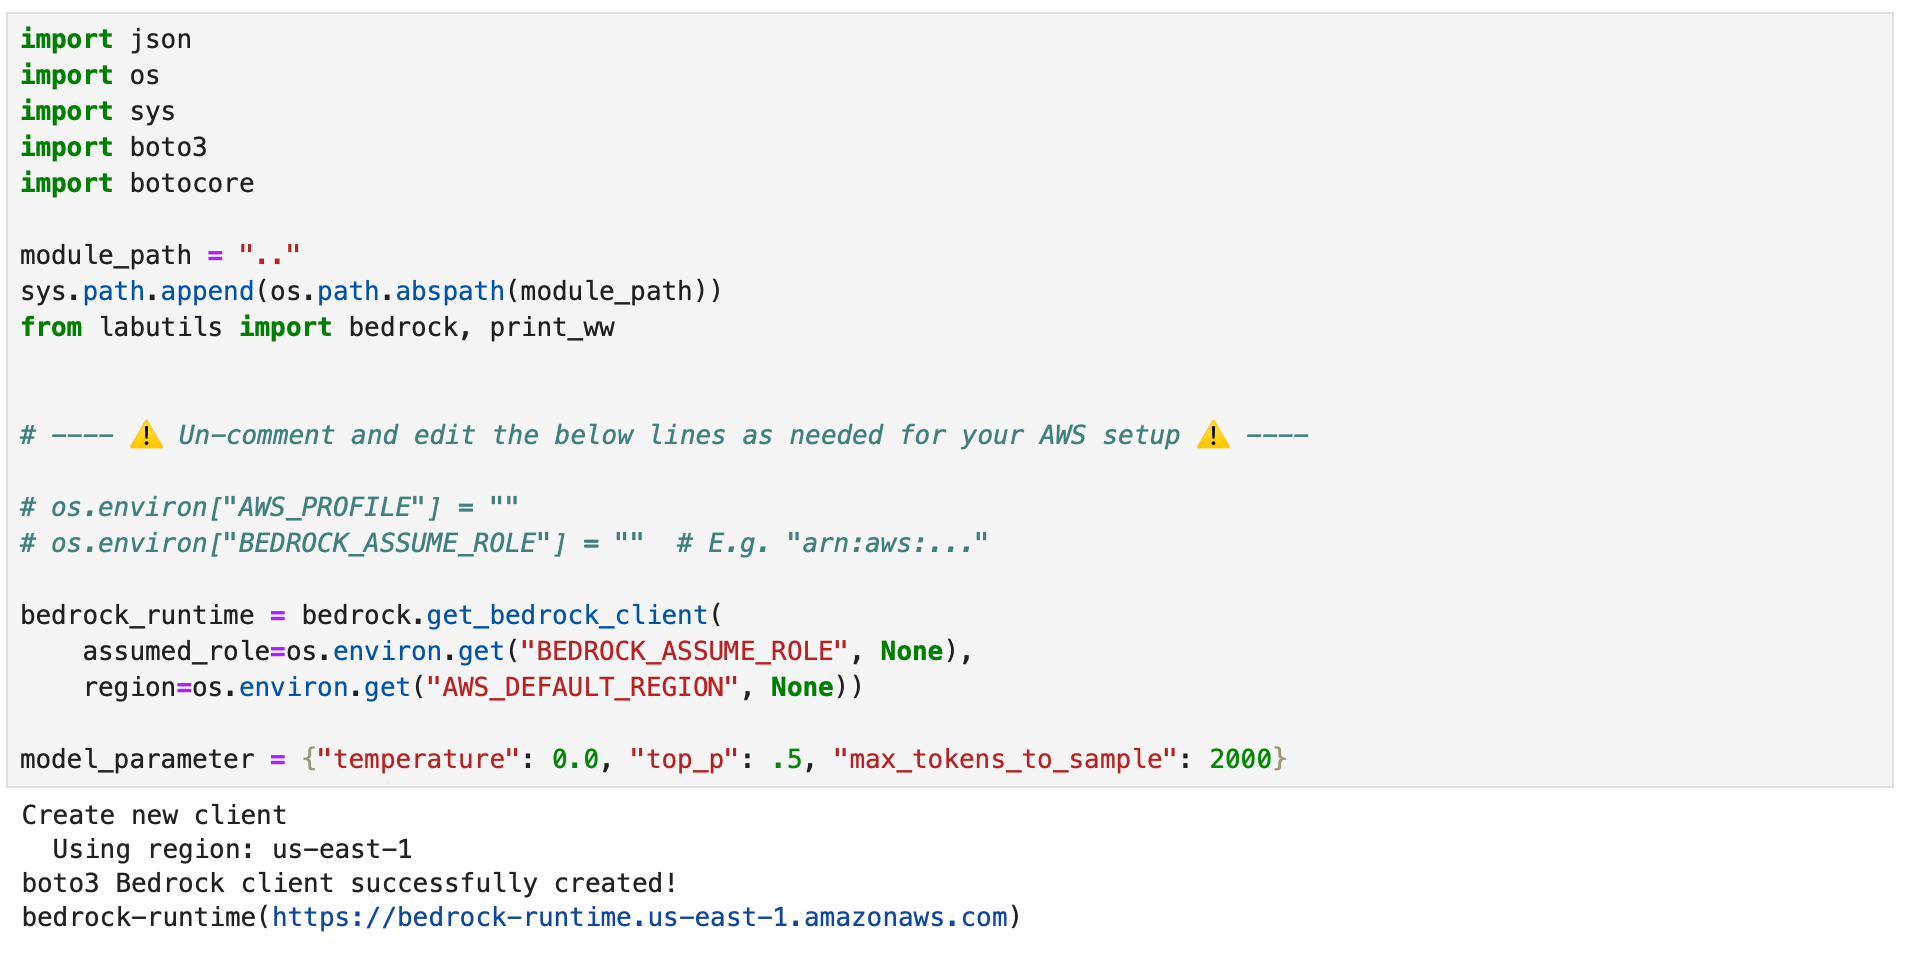 import json
import os
import sys
import boto3
import botocore

module_path = ".."
sys.path.append(os.path.abspath(module_path))
from labutils import bedrock, print_ww

# ---- ⚠️ Un-comment and edit the below lines as needed for your AWS setup ⚠️ ----

# os.environ["AWS_PROFILE"] = ""
# os.environ["BEDROCK_ASSUME_ROLE"] = ""  # E.g. "arn:aws:..."

bedrock_runtime = bedrock.get_bedrock_client(
    assumed_role=os.environ.get("BEDROCK_ASSUME_ROLE", None),
    region=os.environ.get("AWS_DEFAULT_REGION", None))

model_parameter = {"temperature": 0.0, "top_p": .5, "max_tokens_to_sample": 2000}
Create new client
  Using region: us-east-1
boto3 Bedrock client successfully created!
bedrock-runtime(https://bedrock-runtime.us-east-1.amazonaws.com)